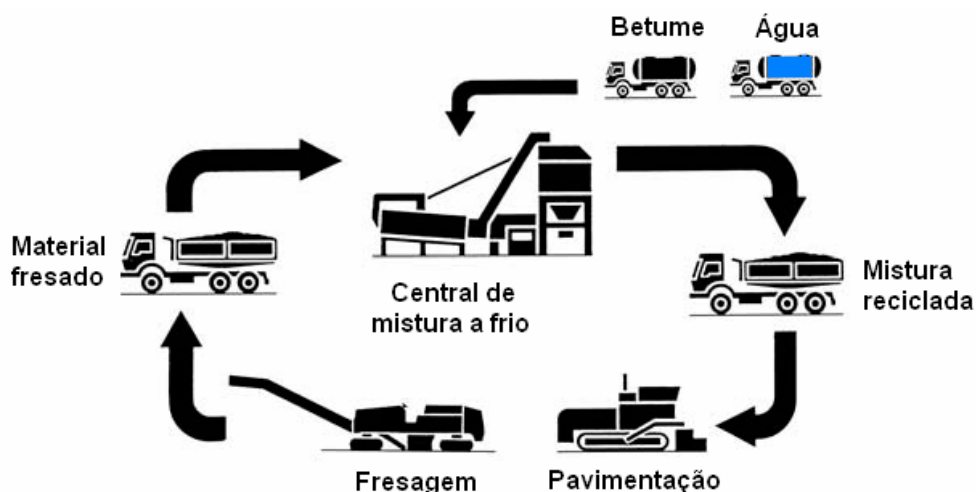 Betume
Água
Material
fresado
Central de
mistura a frio
Mistura
reciclada
Fresagem
Pavimentação